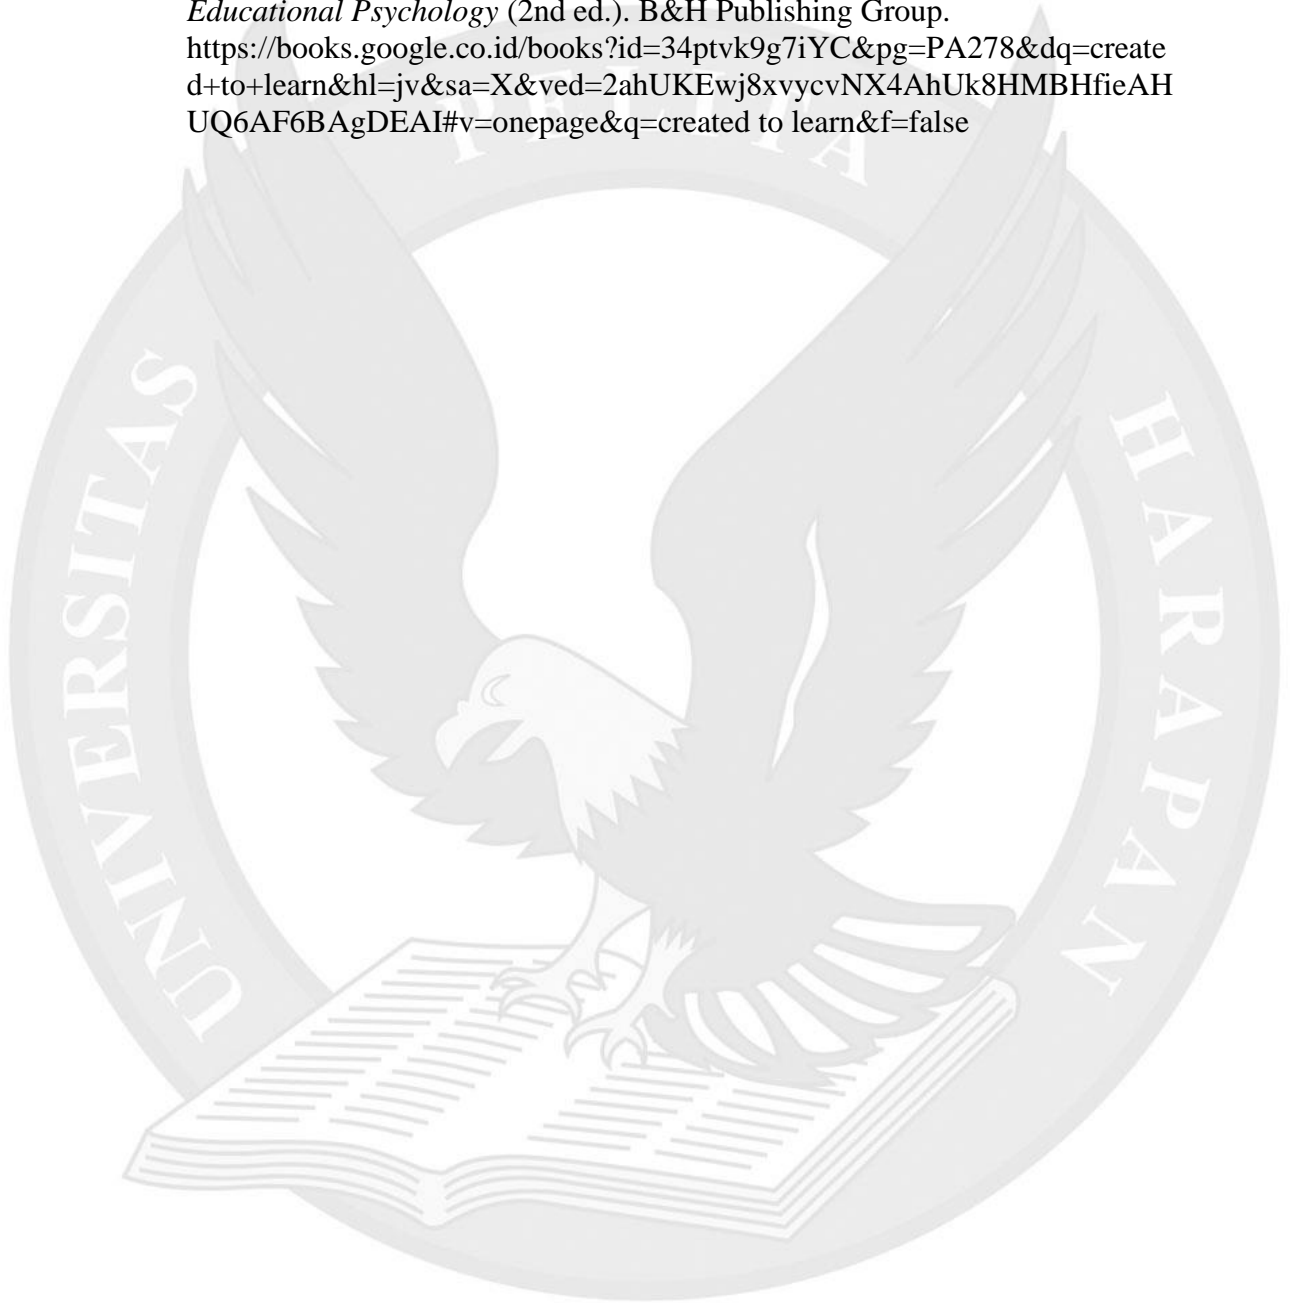 Educational Psychology (2nd ed.). B&H Publishing Group.
https://books.google.co.id/books?id=34ptvk9g7iYC&pg=PA278&dq=create
d+to+learn&hl=jv&sa=X&ved=2ahUKEwj8xvycvNX4AhUk8HMBHfieAH
UQ6AF6BAgDEAI#v=onepage&q=created to learn&f=false
UNIVERSITAS PELITA HARAPAN